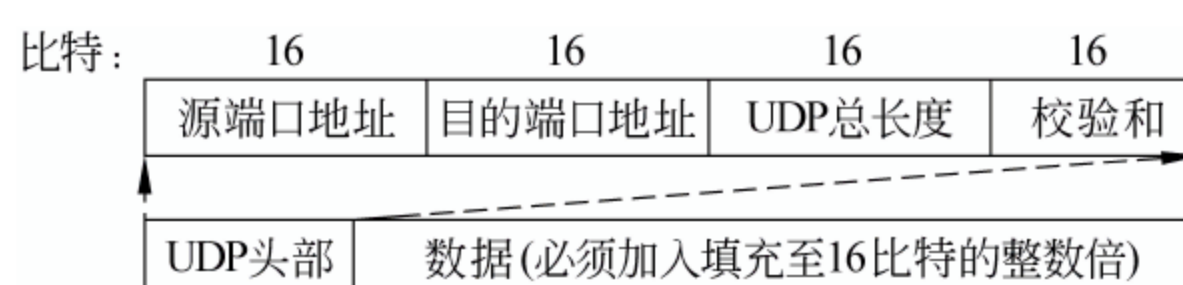 比特： 16 16 16 16
源端口地址 目的端口地址 UDP总长度 校验和
UDP头部 数据(必须加入填充至16比特的整数倍)